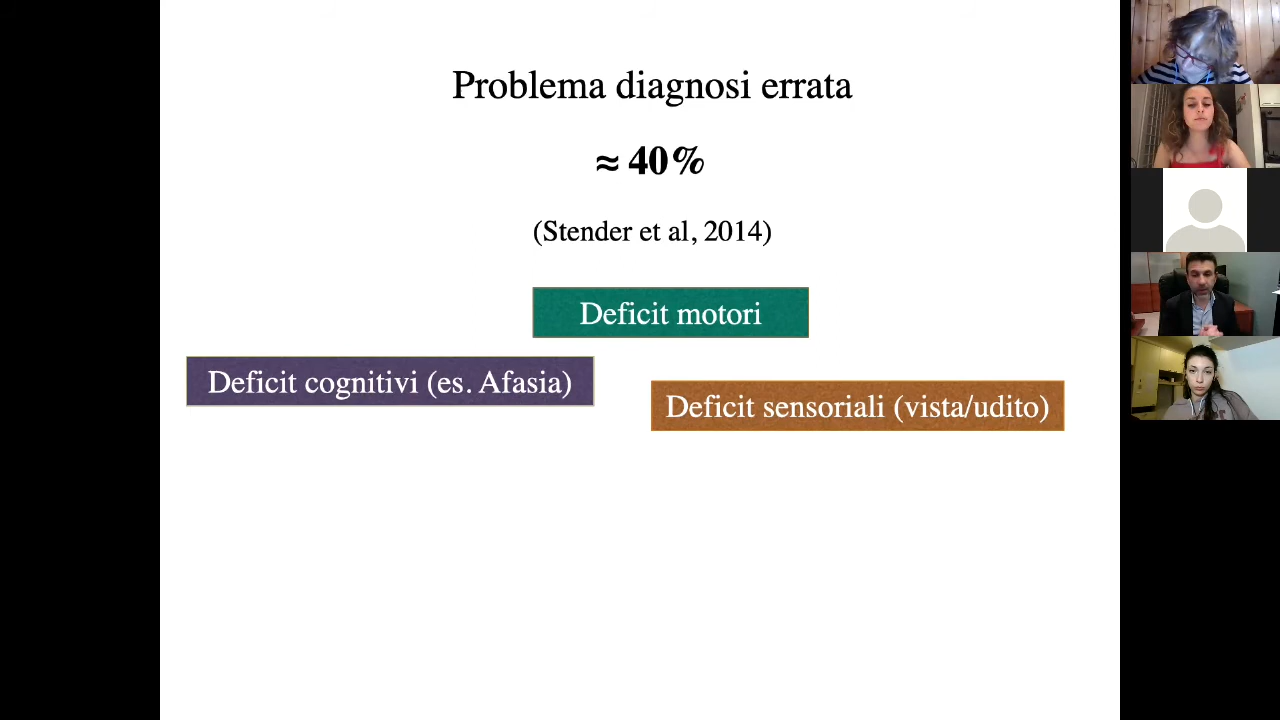 Problema diagnosi errata
≈ 40%
(Stender et al, 2014)
Deficit motori
Deficit cognitivi (es. Afasia)
Deficit sensoriali (vista/udito)